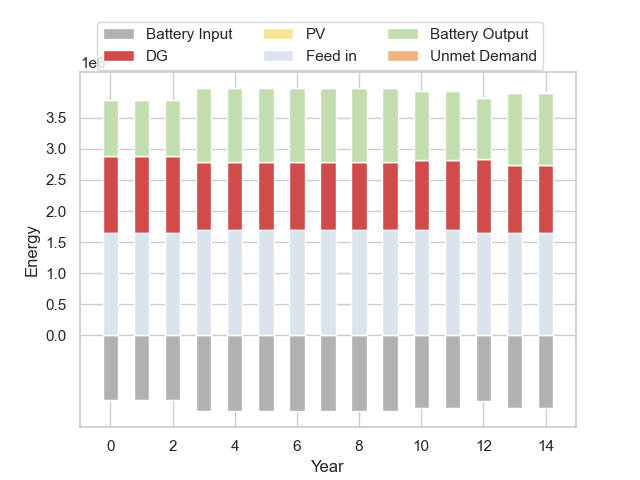 Battery Input PV Battery Output
DG Feed in Unmet Demand
1e6
3.5
3.0
2.5
2.0
1.5
1.0
0.5
0.0
Energy
0 2 4 6 8 10 12 14
Year